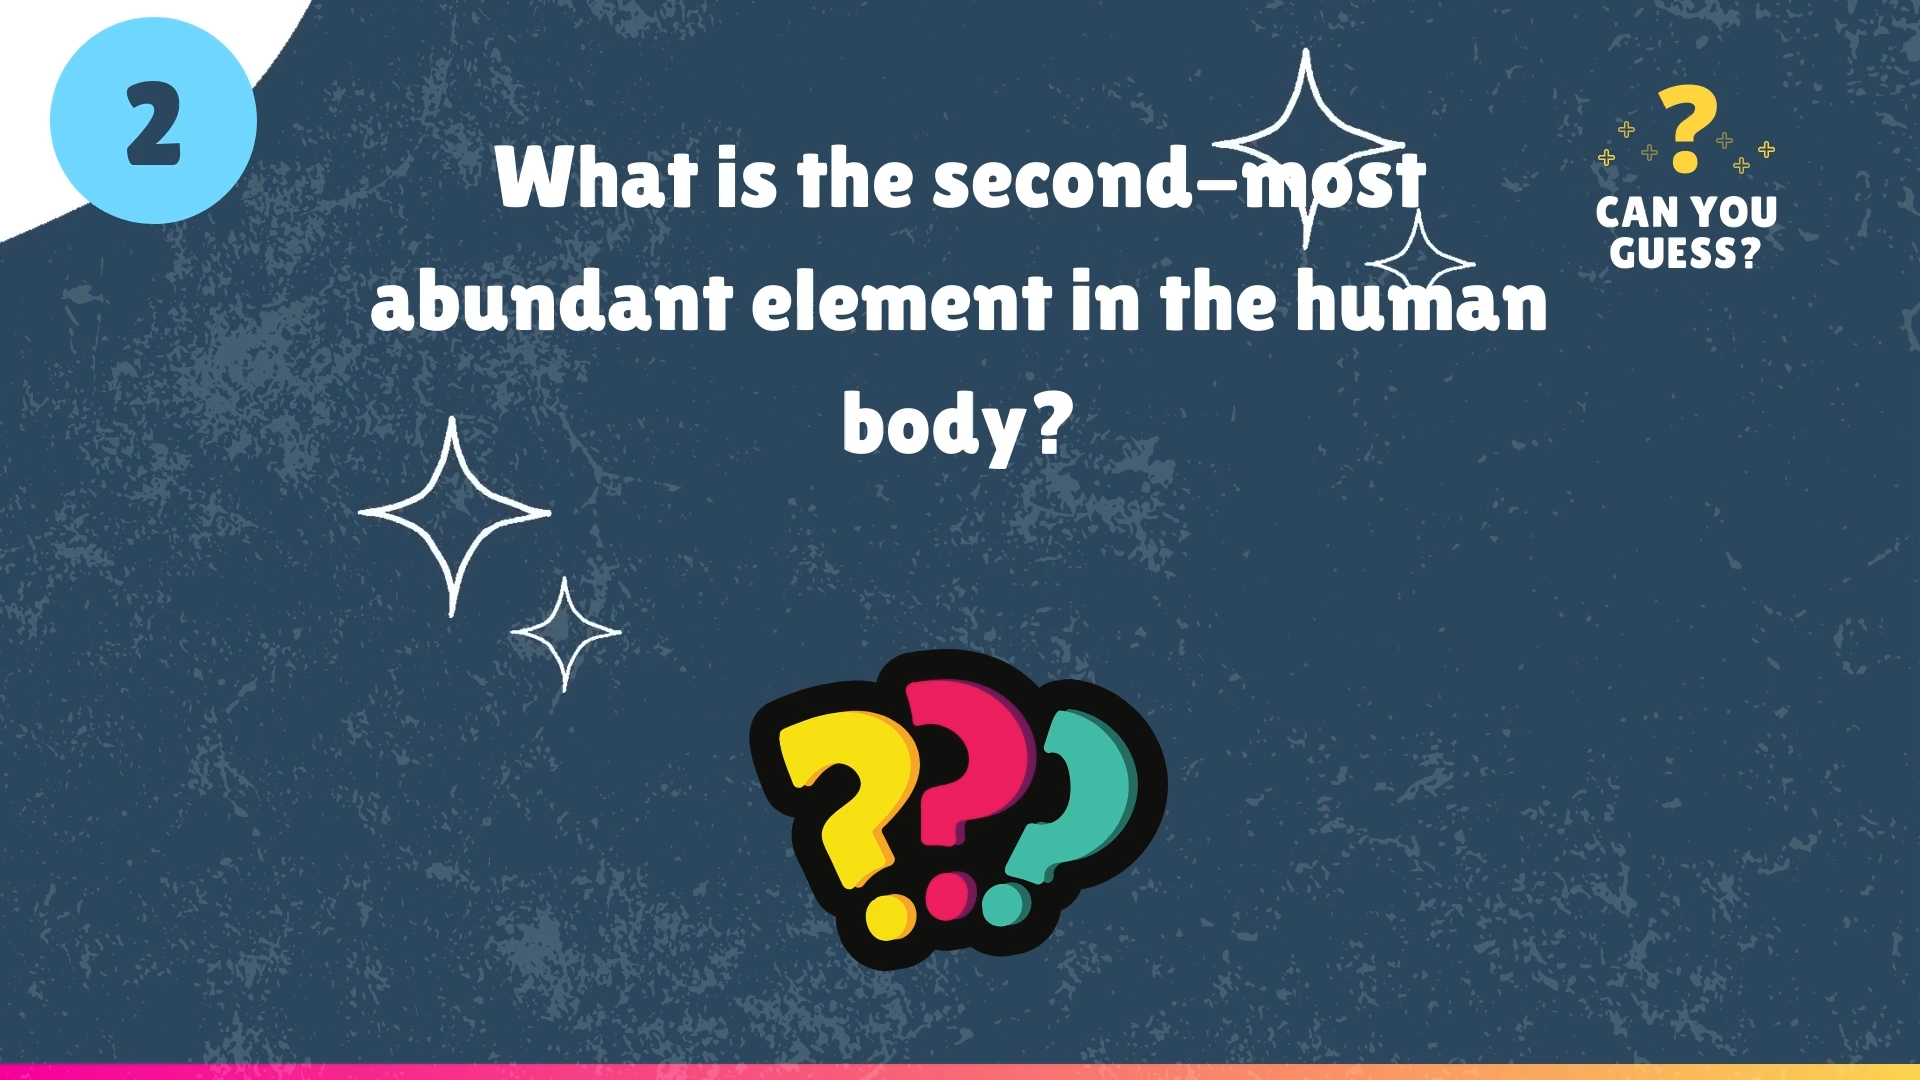 2
What is the second-most
abundant element in the human
body?
?
CAN YOU
GUESS?
???